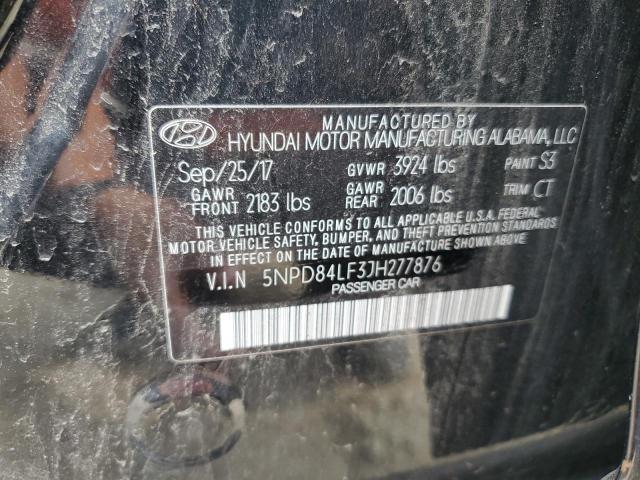 MANUFACTURED BY
HYUNDAI MOTOR MANUFACTURING ALABAMA, LLC
Sep/25/17 GVWR 3924 lbs PAINT S3
GAWR FRONT 2183 lbs GAWR REAR 2006 lbs TRIM CT
THIS VEHICLE CONFORMS TO ALL APPLICABLE U.S.A. FEDERAL
MOTOR VEHICLE SAFETY, BUMPER, AND THEFT PREVENTION STANDARDS
IN EFFECT ON THE DATE OF MANUFACTURE SHOWN ABOVE.
V.I.N 5NPD84LF3JH277876
PASSENGER CAR